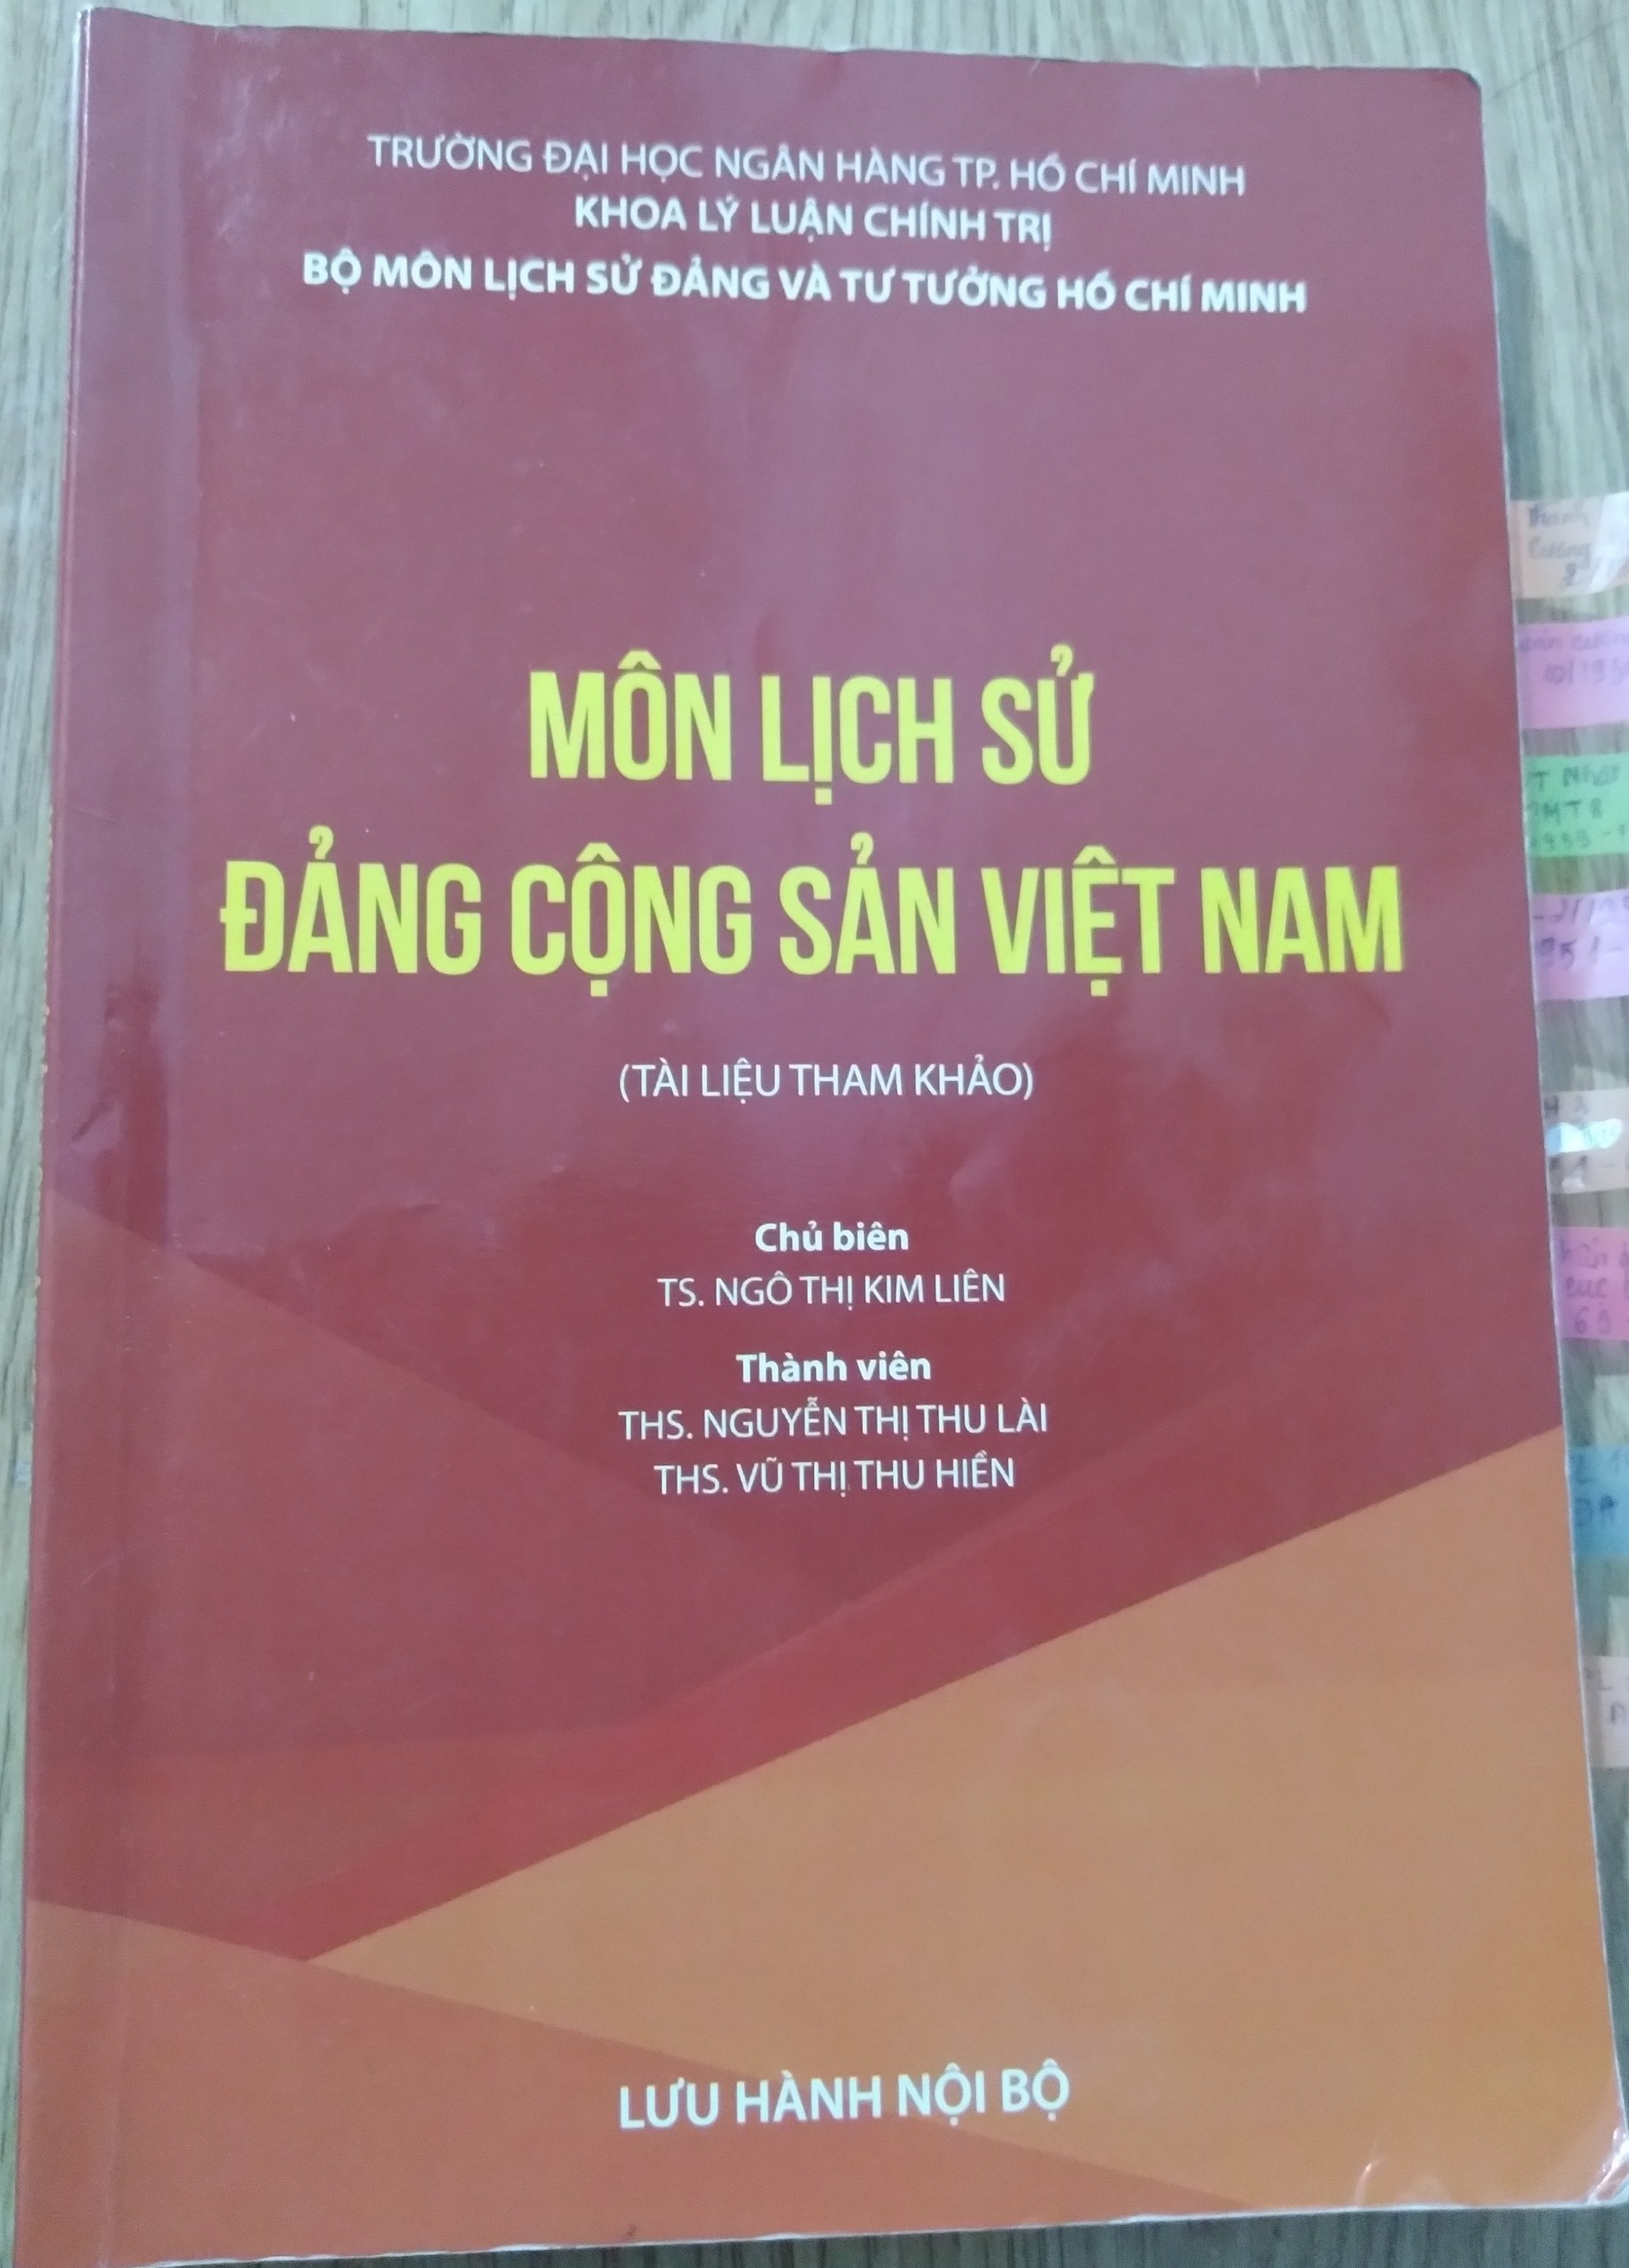 TRƯỜNG ĐẠI HỌC NGÂN HÀNG TP. HỒ CHÍ MINH
KHOA LÝ LUẬN CHÍNH TRỊ
BỘ MÔN LỊCH SỬ ĐẢNG VÀ TƯ TƯỞNG HỒ CHÍ MINH
MÔN LỊCH SỬ
ĐẢNG CỘNG SẢN VIỆT NAM
(TÀI LIỆU THAM KHẢO)
Chủ biên
TS. NGÔ THỊ KIM LIÊN
Thành viên
THS. NGUYỄN THỊ THU LÀI
THS. VŨ THỊ THU HIỀN
LƯU HÀNH NỘI BỘ